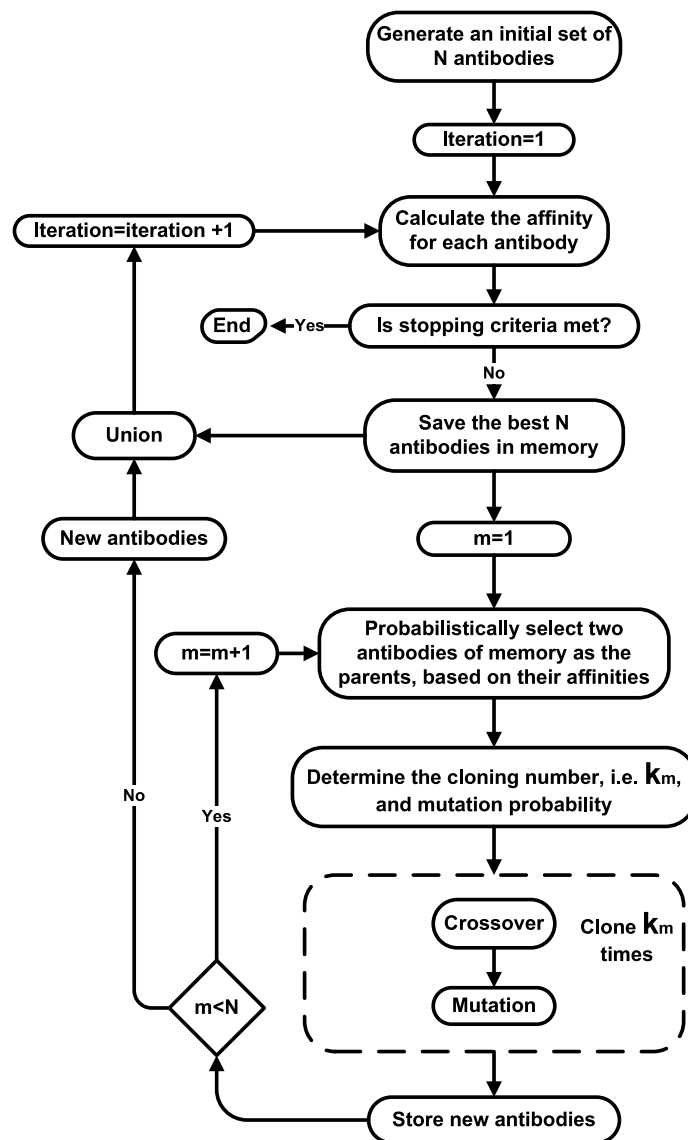 Generate an initial set of
N antibodies
Iteration=1
Iteration=iteration +1
Calculate the affinity
for each antibody
End
Yes
Is stopping criteria met?
No
Union
Save the best N
antibodies in memory
New antibodies
m=1
m=m+1
Probabilistically select two
antibodies of memory as the
parents, based on their affinities
Determine the cloning number, i.e. km,
and mutation probability
No
Yes
Crossover
Clone km
times
Mutation
m<N
Store new antibodies